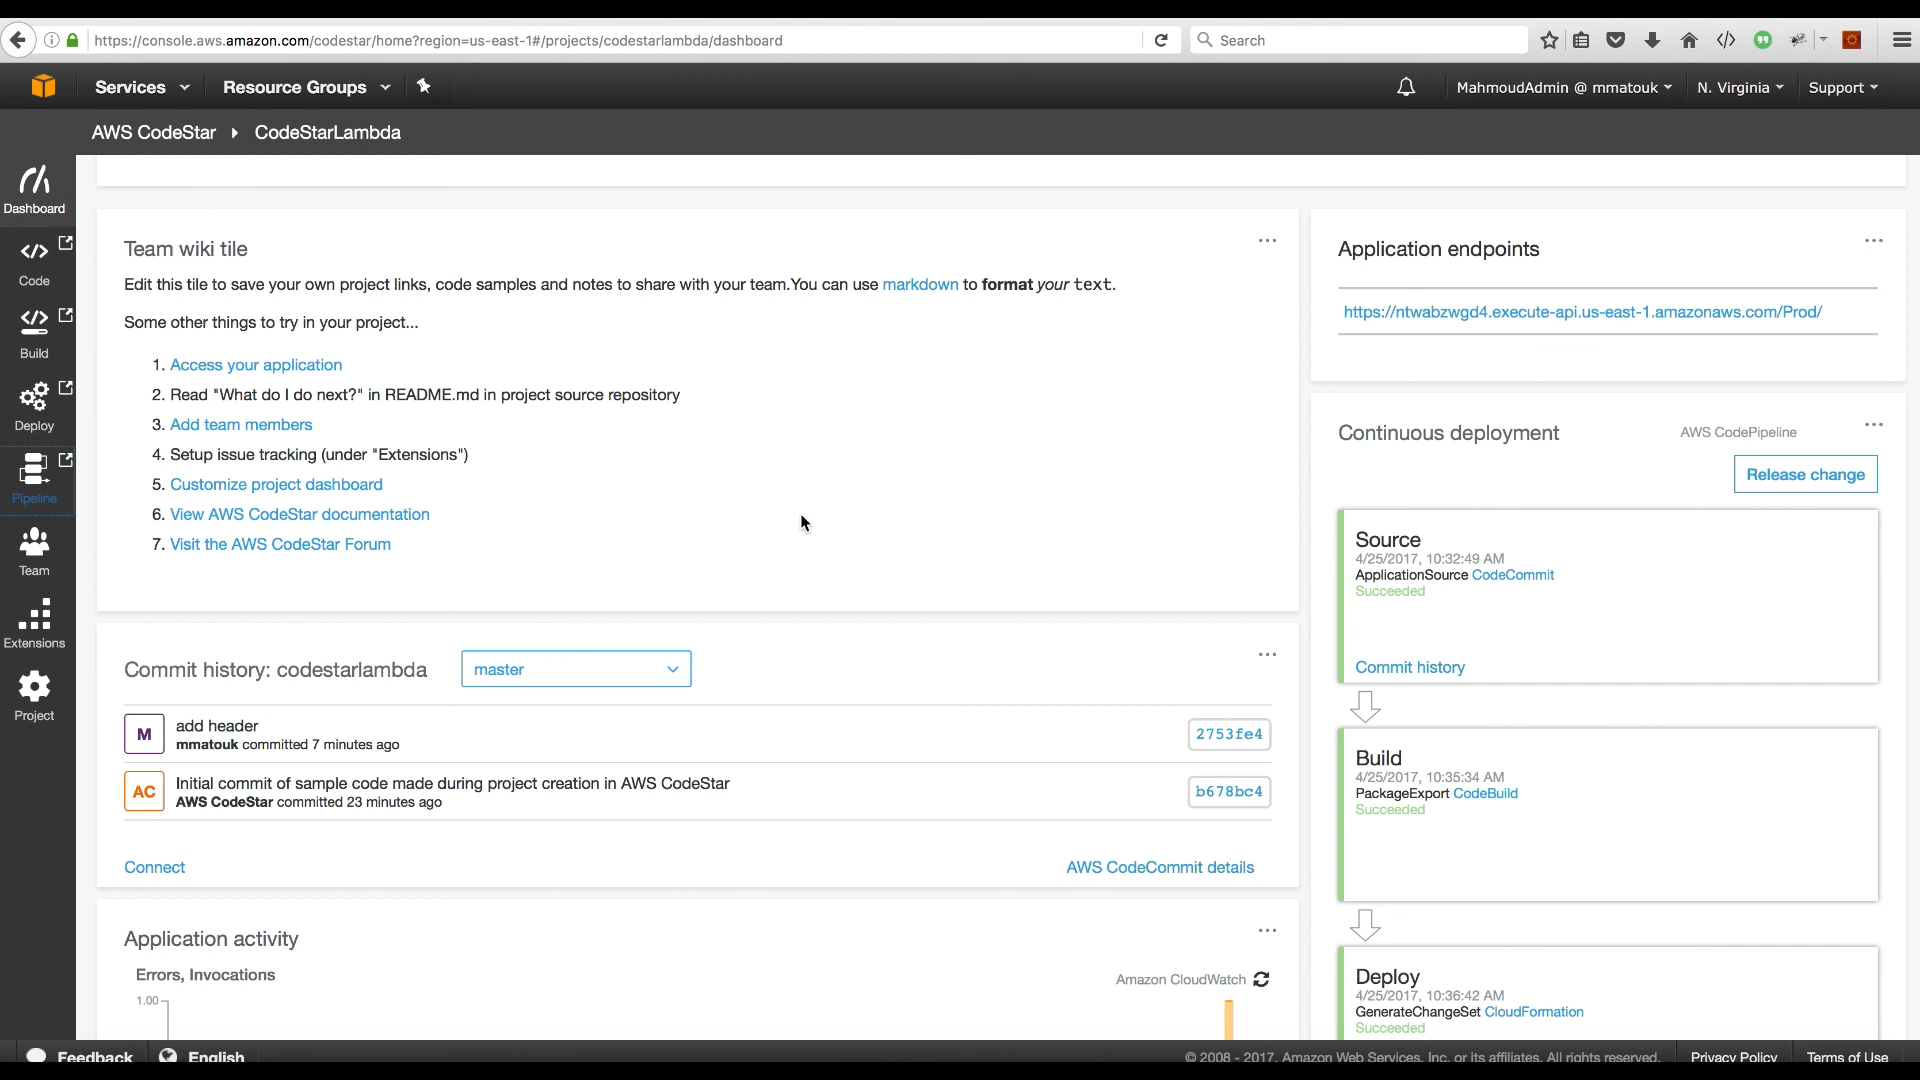 https://console.aws.amazon.com/codestar/home?region=us-east-1#/projects/codestarlambda/dashboard
Search
Services
Resource Groups
MahmoudAdmin @ mmatouk
N. Virginia
Support
AWS CodeStar
CodeStarLambda
Dashboard
Code
Build
Deploy
Pipeline
Team
Extensions
Project
Team wiki tile
Edit this tile to save your own project links, code samples and notes to share with your team.You can use markdown to format your text.
Some other things to try in your project...
1. Access your application
2. Read "What do I do next?" in README.md in project source repository
3. Add team members
4. Setup issue tracking (under "Extensions")
5. Customize project dashboard
6. View AWS CodeStar documentation
7. Visit the AWS CodeStar Forum
Commit history: codestarlambda
master
M
add header
mmatouk committed 7 minutes ago
2753fe4
AC
Initial commit of sample code made during project creation in AWS CodeStar
AWS CodeStar committed 23 minutes ago
b678bc4
Connect
AWS CodeCommit details
Application activity
Errors, Invocations
Amazon CloudWatch
1.00
Application endpoints
https://ntwabzwgd4.execute-api.us-east-1.amazonaws.com/Prod/
Continuous deployment
AWS CodePipeline
Release change
Source
4/25/2017, 10:32:49 AM
ApplicationSource CodeCommit
Succeeded
Commit history
Build
4/25/2017, 10:35:34 AM
PackageExport CodeBuild
Succeeded
Deploy
4/25/2017, 10:36:42 AM
GenerateChangeSet CloudFormation
Succeeded
Feedback
English
© 2008 - 2017, Amazon Web Services, Inc. or its affiliates. All rights reserved.
Privacy Policy
Terms of Use